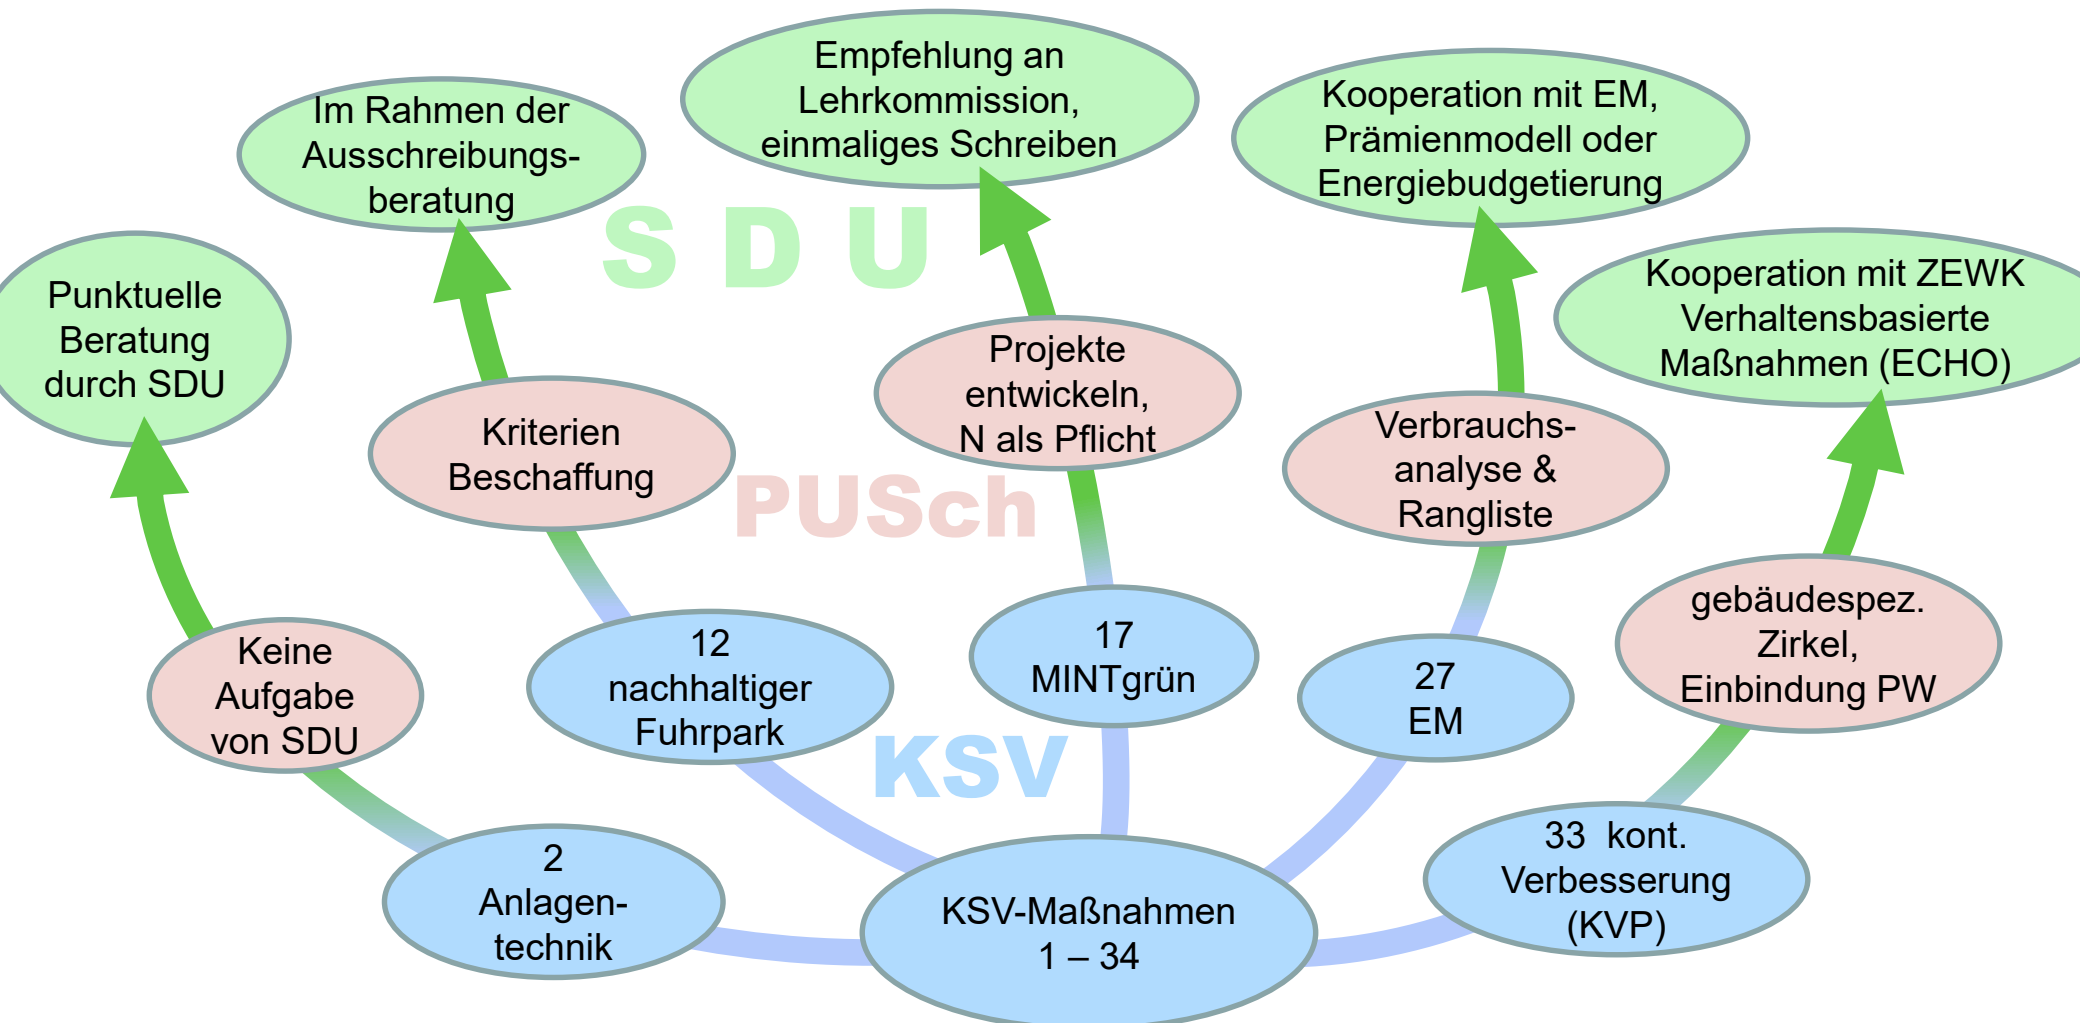 Empfehlung an
Lehrkommission,
einmaliges Schreiben
Im Rahmen der
Ausschreibungs-
beratung
Kooperation mit EM,
Prämienmodell oder
Energiebudgetierung
Punktuelle
Beratung
durch SDU
S D U
Kooperation mit ZEWK
Verhaltensbasierte
Maßnahmen (ECHO)
Kriterien
Beschaffung
Projekte
entwickeln,
N als Pflicht
Verbrauchs-
analyse &
Rangliste
PUSch
Keine
Aufgabe
von SDU
gebäudespez.
Zirkel,
Einbindung PW
12
nachhaltiger
Fuhrpark
17
MINTgrün
27
EM
KSV
2
Anlagen-
technik
KSV-Maßnahmen
1 – 34
33 kont.
Verbesserung
(KVP)